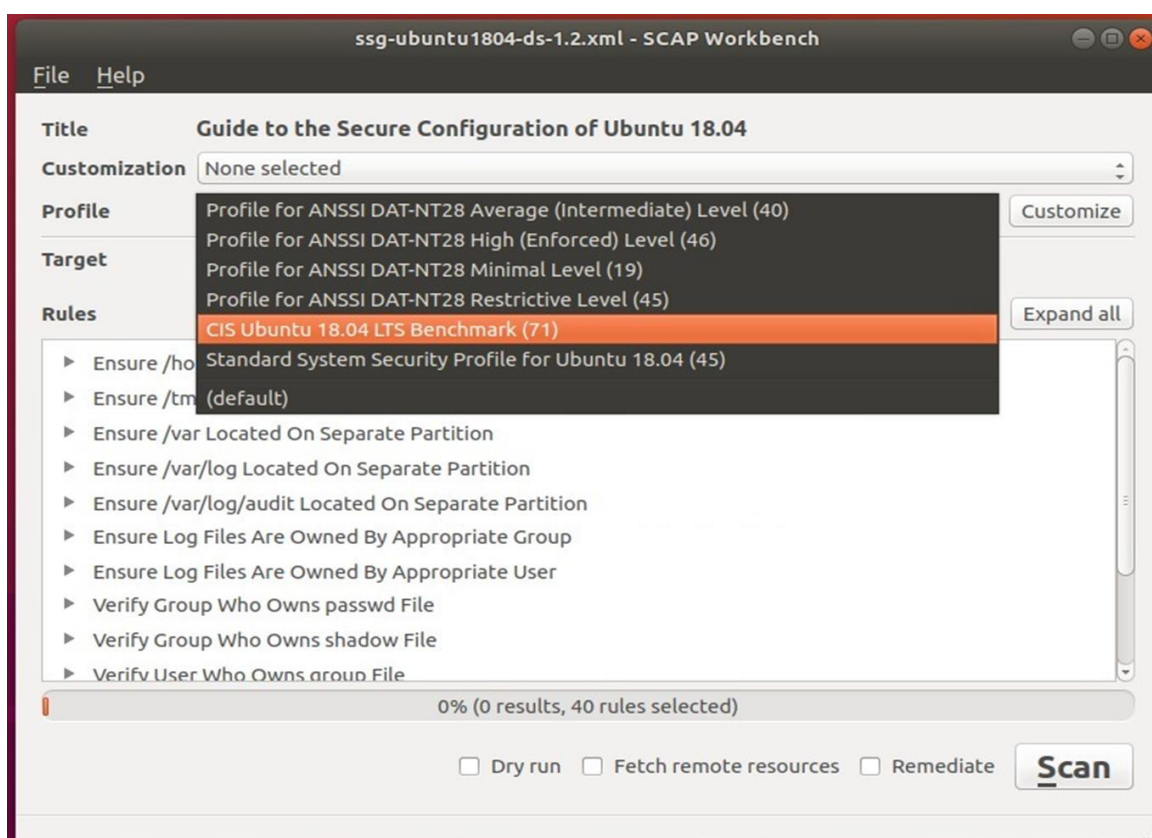 ssg-ubuntu1804-ds-1.2.xml - SCAP Workbench
File Help
Title Guide to the Secure Configuration of Ubuntu 18.04
Customization None selected
Profile Profile for ANSSI DAT-NT28 Average (Intermediate) Level (40) Customize
Profile for ANSSI DAT-NT28 High (Enforced) Level (46)
Target
Profile for ANSSI DAT-NT28 Minimal Level (19)
Profile for ANSSI DAT-NT28 Restrictive Level (45)
Rules Expand all
CIS Ubuntu 18.04 LTS Benchmark (71)
Ensure /ho Standard System Security Profile for Ubuntu 18.04 (45)
Ensure /tm (default)
Ensure /var Located On Separate Partition
Ensure /var/log Located On Separate Partition
Ensure /var/log/audit Located On Separate Partition
Ensure Log Files Are Owned By Appropriate Group
Ensure Log Files Are Owned By Appropriate User
Verify Group Who Owns passwd File
Verify Group Who Owns shadow File
Verify User Who Owns group File
0% (0 results, 40 rules selected)
Dry run Fetch remote resources Remediate Scan